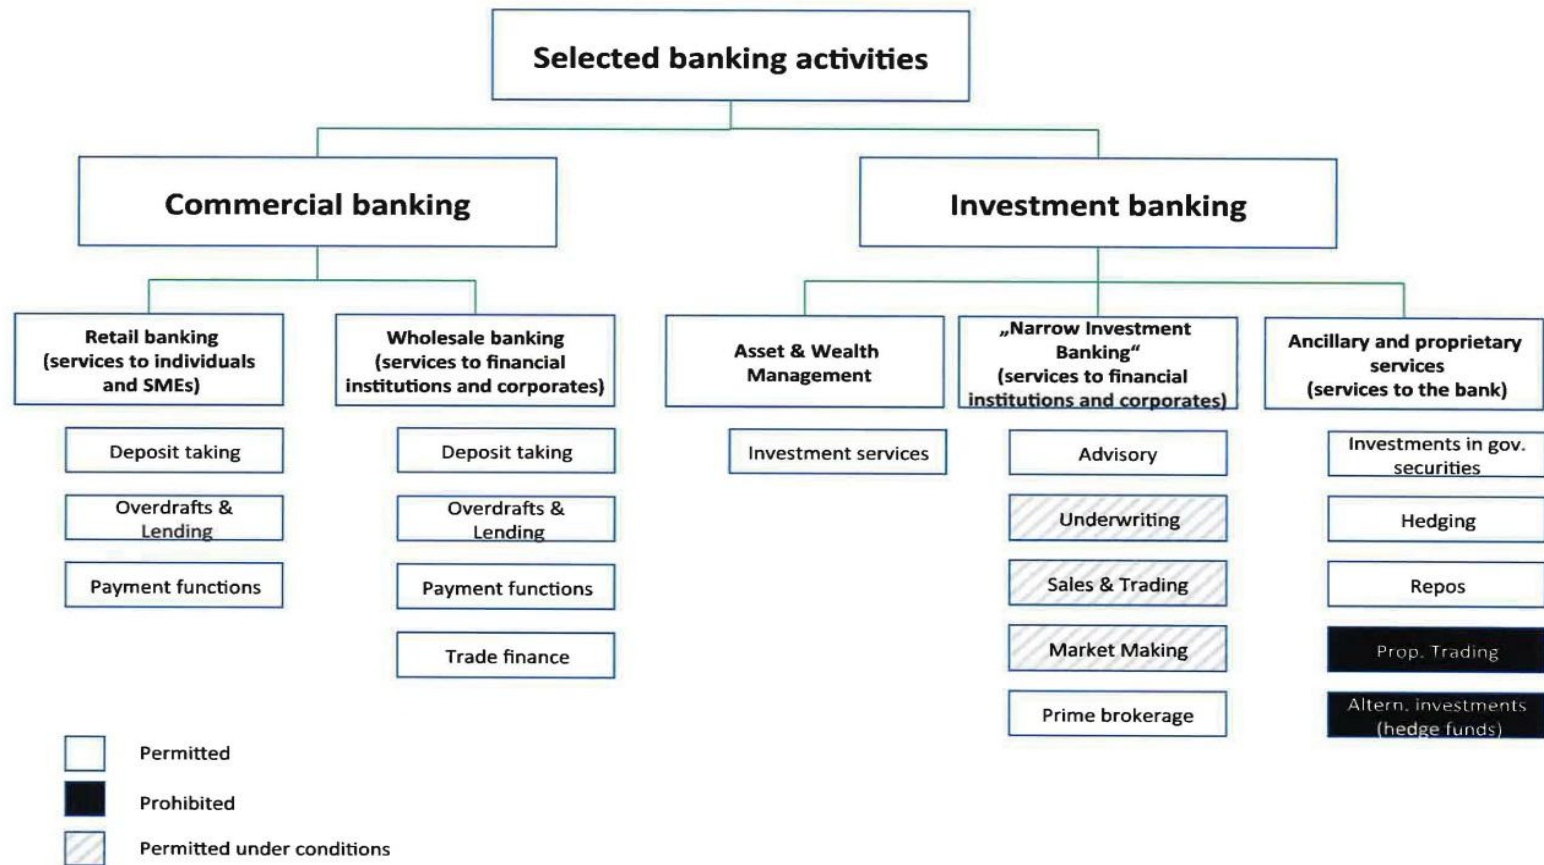 Selected banking activities
Commercial banking
Investment banking
Retail banking
(services to individuals
and SMEs)
Wholesale banking
(services to financial
institutions and corporates)
Asset & Wealth
Management
„Narrow Investment
Banking“
(services to financial
institutions and corporates)
Ancillary and proprietary
services
(services to the bank)
Deposit taking
Overdrafts &
Lending
Payment functions
Deposit taking
Overdrafts &
Lending
Payment functions
Trade finance
Investment services
Advisory
Underwriting
Sales & Trading
Market Making
Prime brokerage
Investments in gov.
securities
Hedging
Repos
Prop. Trading
Altern. investments
(hedge funds)
Permitted
Prohibited
Permitted under conditions